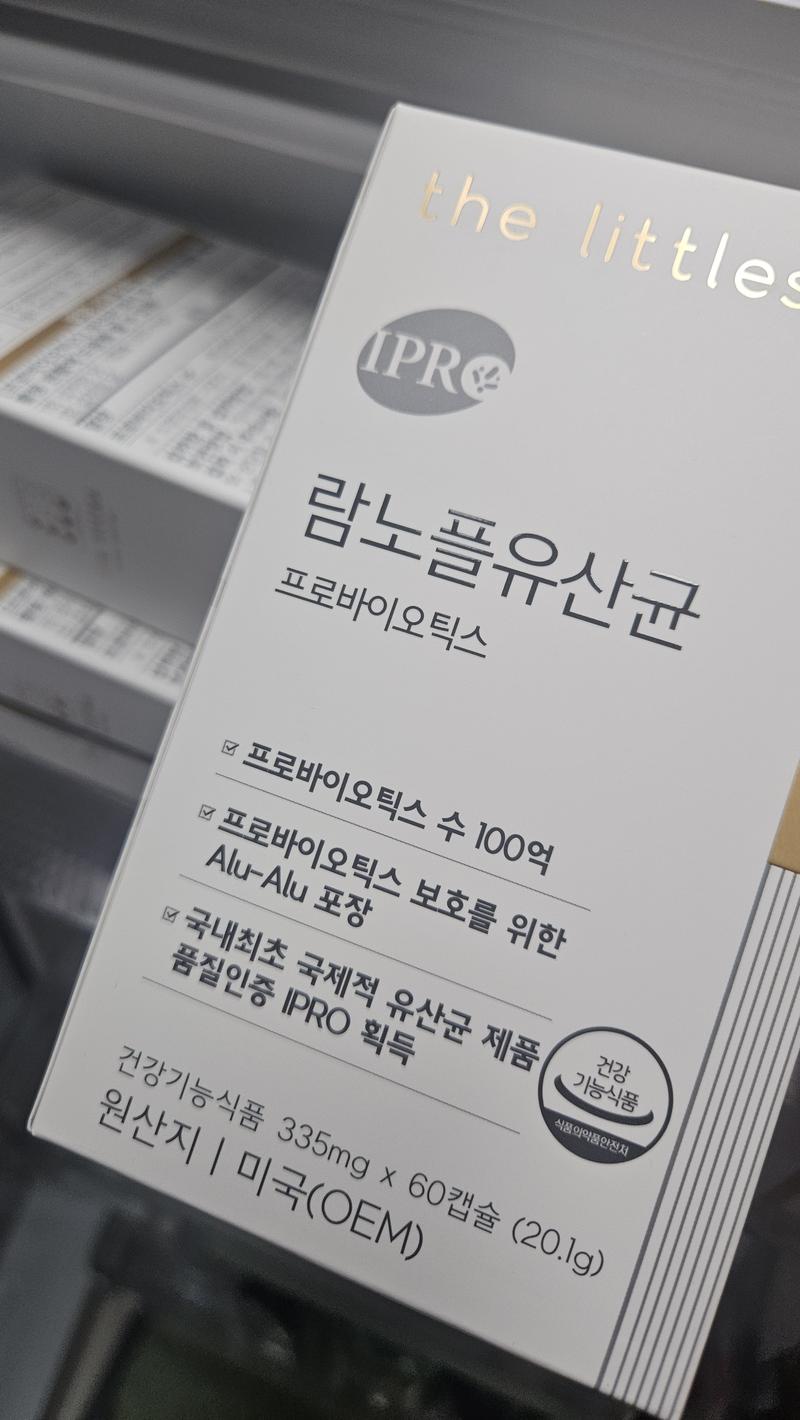 the littles
IPRO
람노플유산균
프로바이오틱스
프로바이오틱스 수 100억
프로바이오틱스 보호를 위한
Alu-Alu 포장
국내최초 국제적 유산균 제품
품질인증 IPRO 획득
건강
기능식품
식품의약품안전처
건강기능식품 335mg x 60캡슐 (20.1g)
원산지 | 미국(OEM)